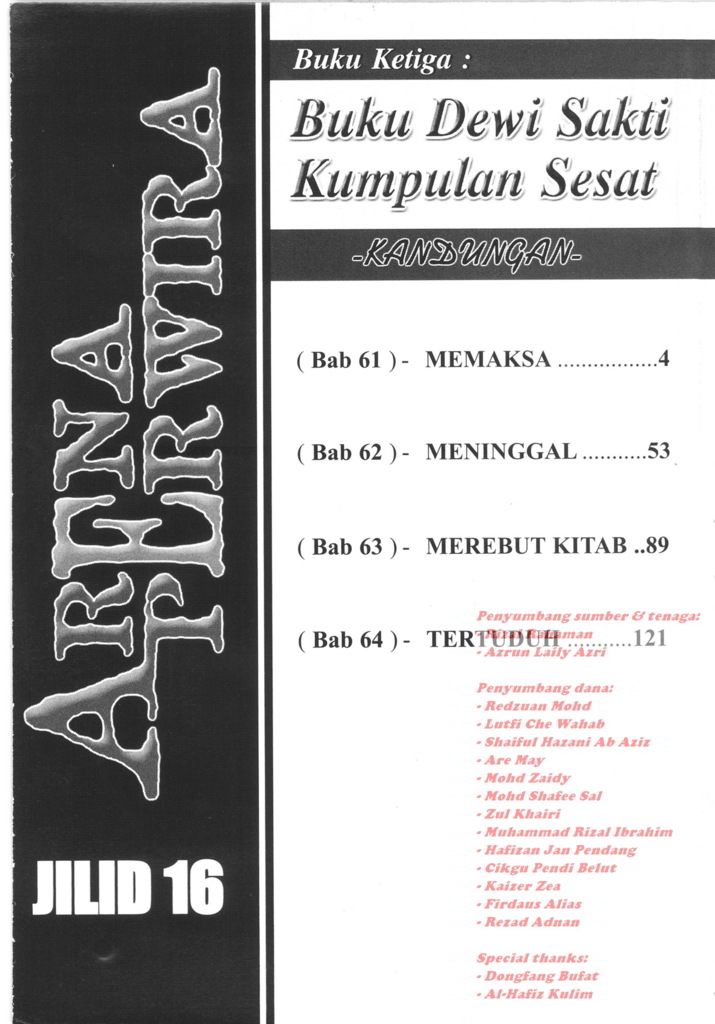 ARENA
PERWIRA
JILID 16
Buku Ketiga :
Buku Dewi Sakti
Kumpulan Sesat
-KANDUNGAN-
( Bab 61 ) - MEMAKSA .................4
( Bab 62 ) - MENINGGAL ...........53
( Bab 63 ) - MEREBUT KITAB ..89
( Bab 64 ) - TERTUDUH ...........121
Penyumbang sumber & tenaga:
- Rizal Rahaman
- Azrun Laily Azri
Penyumbang dana:
- Redzuan Mohd
- Lutfi Che Wahab
- Shaiful Hazani Ab Aziz
- Are May
- Mohd Zaidy
- Mohd Shafee Sal
- Zul Khairi
- Muhammad Rizal Ibrahim
- Hafizan Jan Pendang
- Cikgu Pendi Belut
- Kaizer Zea
- Firdaus Alias
- Rezad Adnan
Special thanks:
- Dongfang Bufat
- Al-Hafiz Kulim